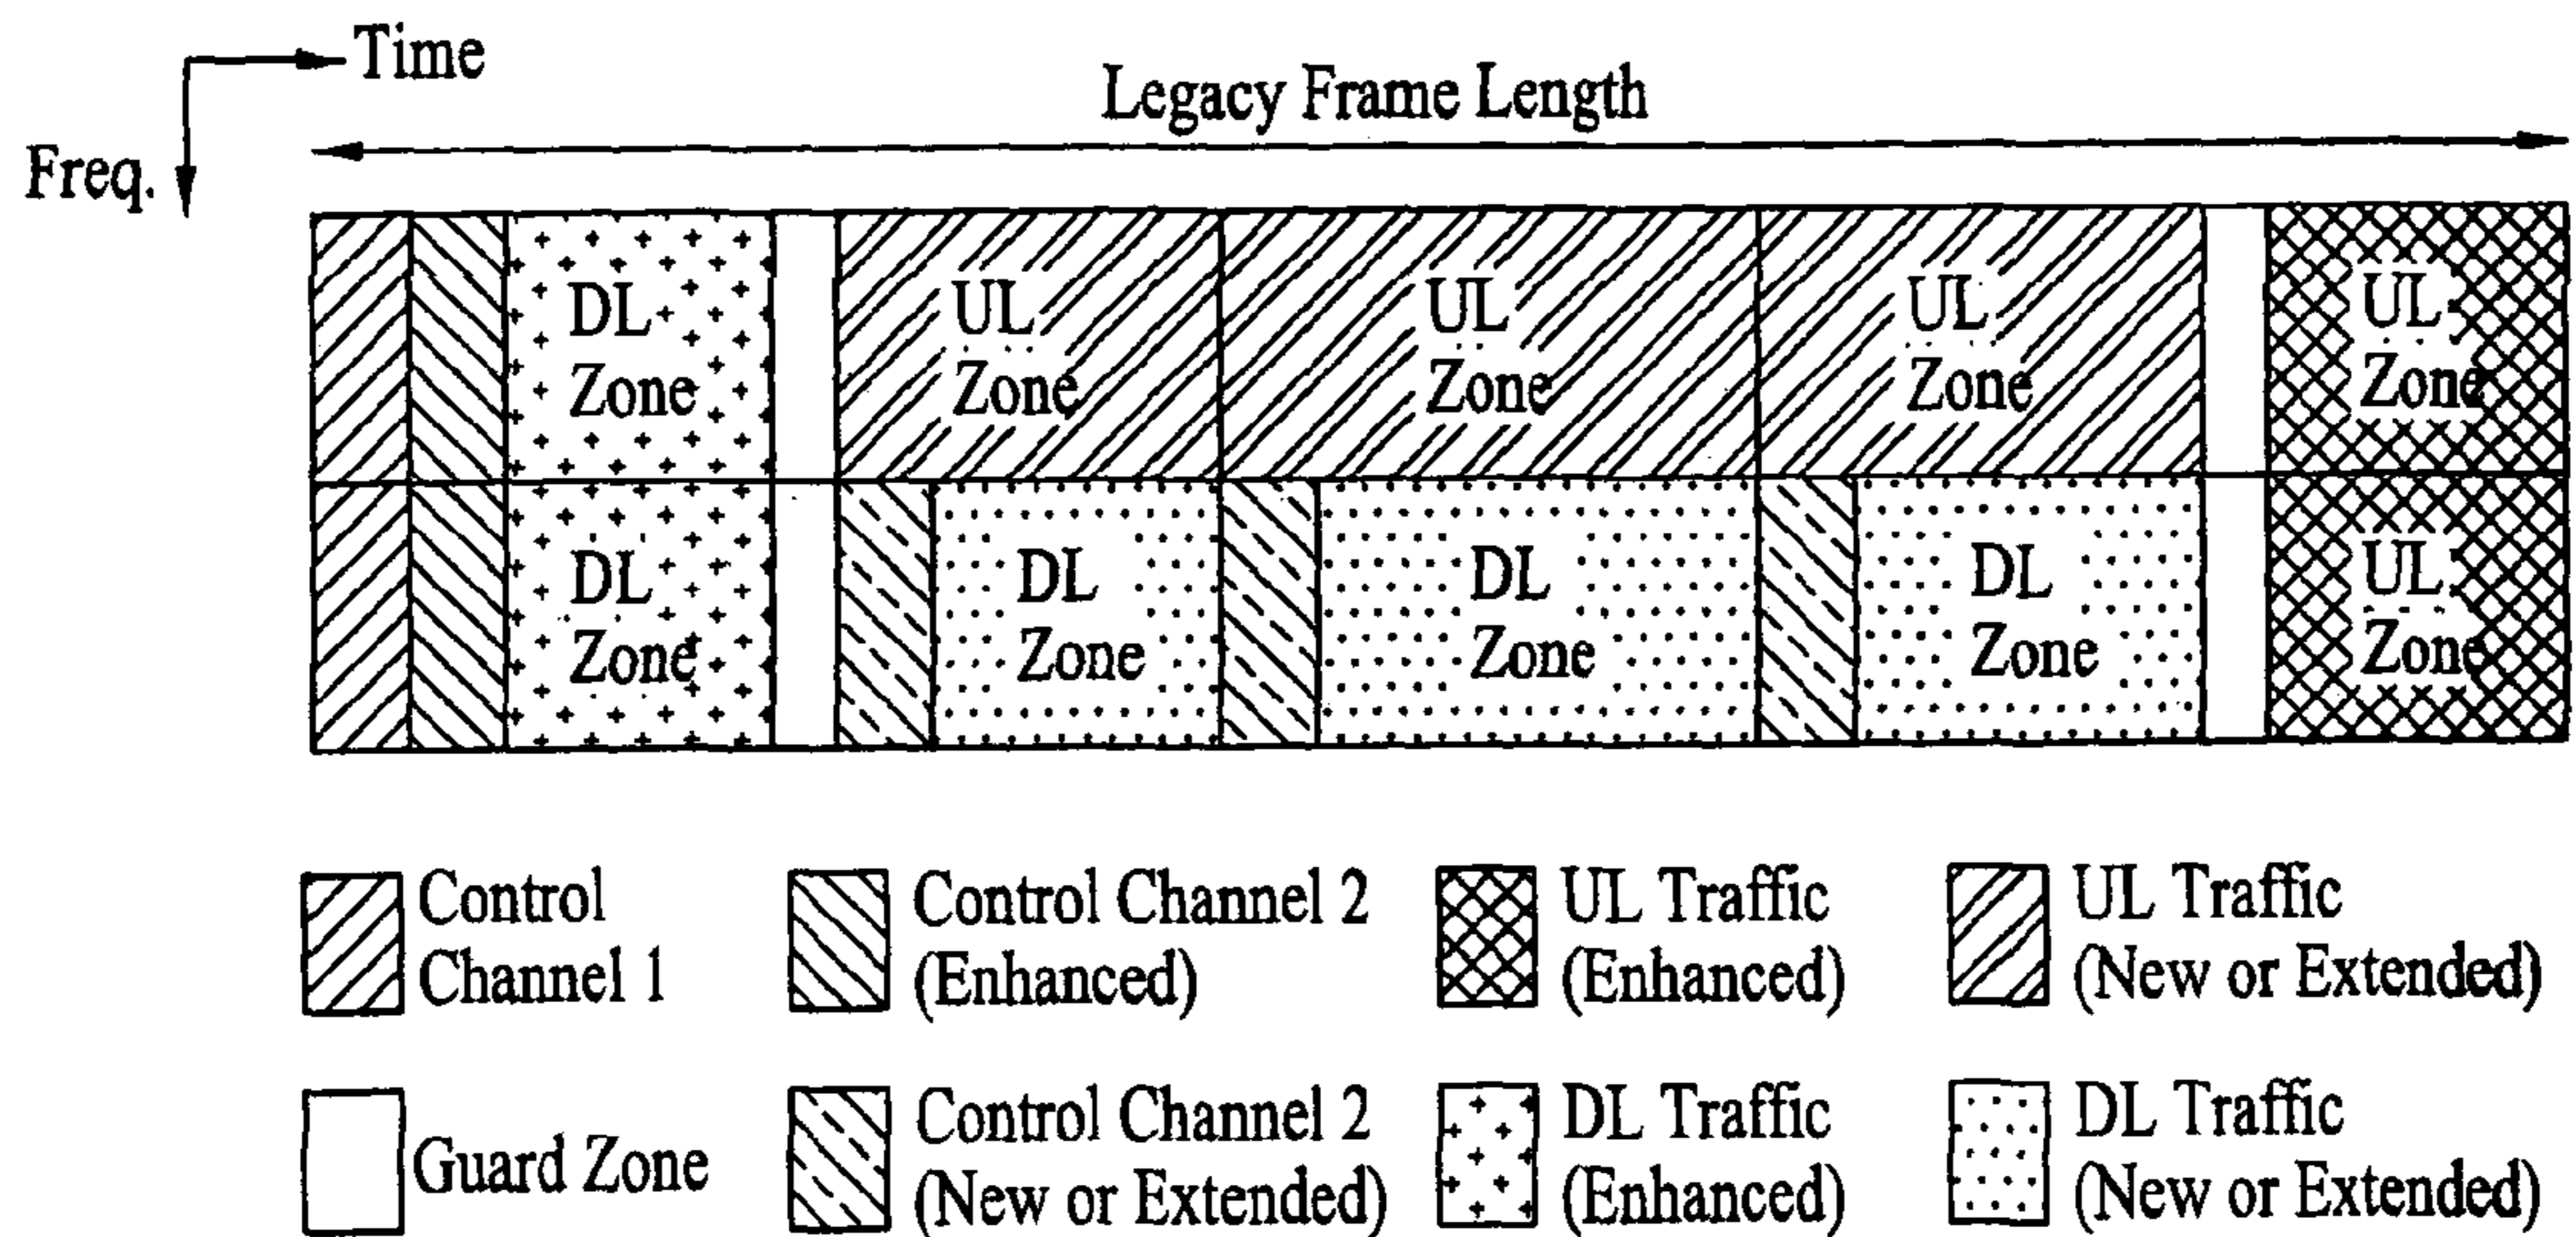 Time
Legacy Frame Length
Freq.
DL
Zone
UL
Zone
UL
Zone
UL
Zone
UL
Zone
DL
Zone
DL
Zone
DL
Zone
DL
Zone
UL
Zone
Control
Channel 1
Control Channel 2
(Enhanced)
UL Traffic
(Enhanced)
UL Traffic
(New or Extended)
Guard Zone
Control Channel 2
(New or Extended)
DL Traffic
(Enhanced)
DL Traffic
(New or Extended)